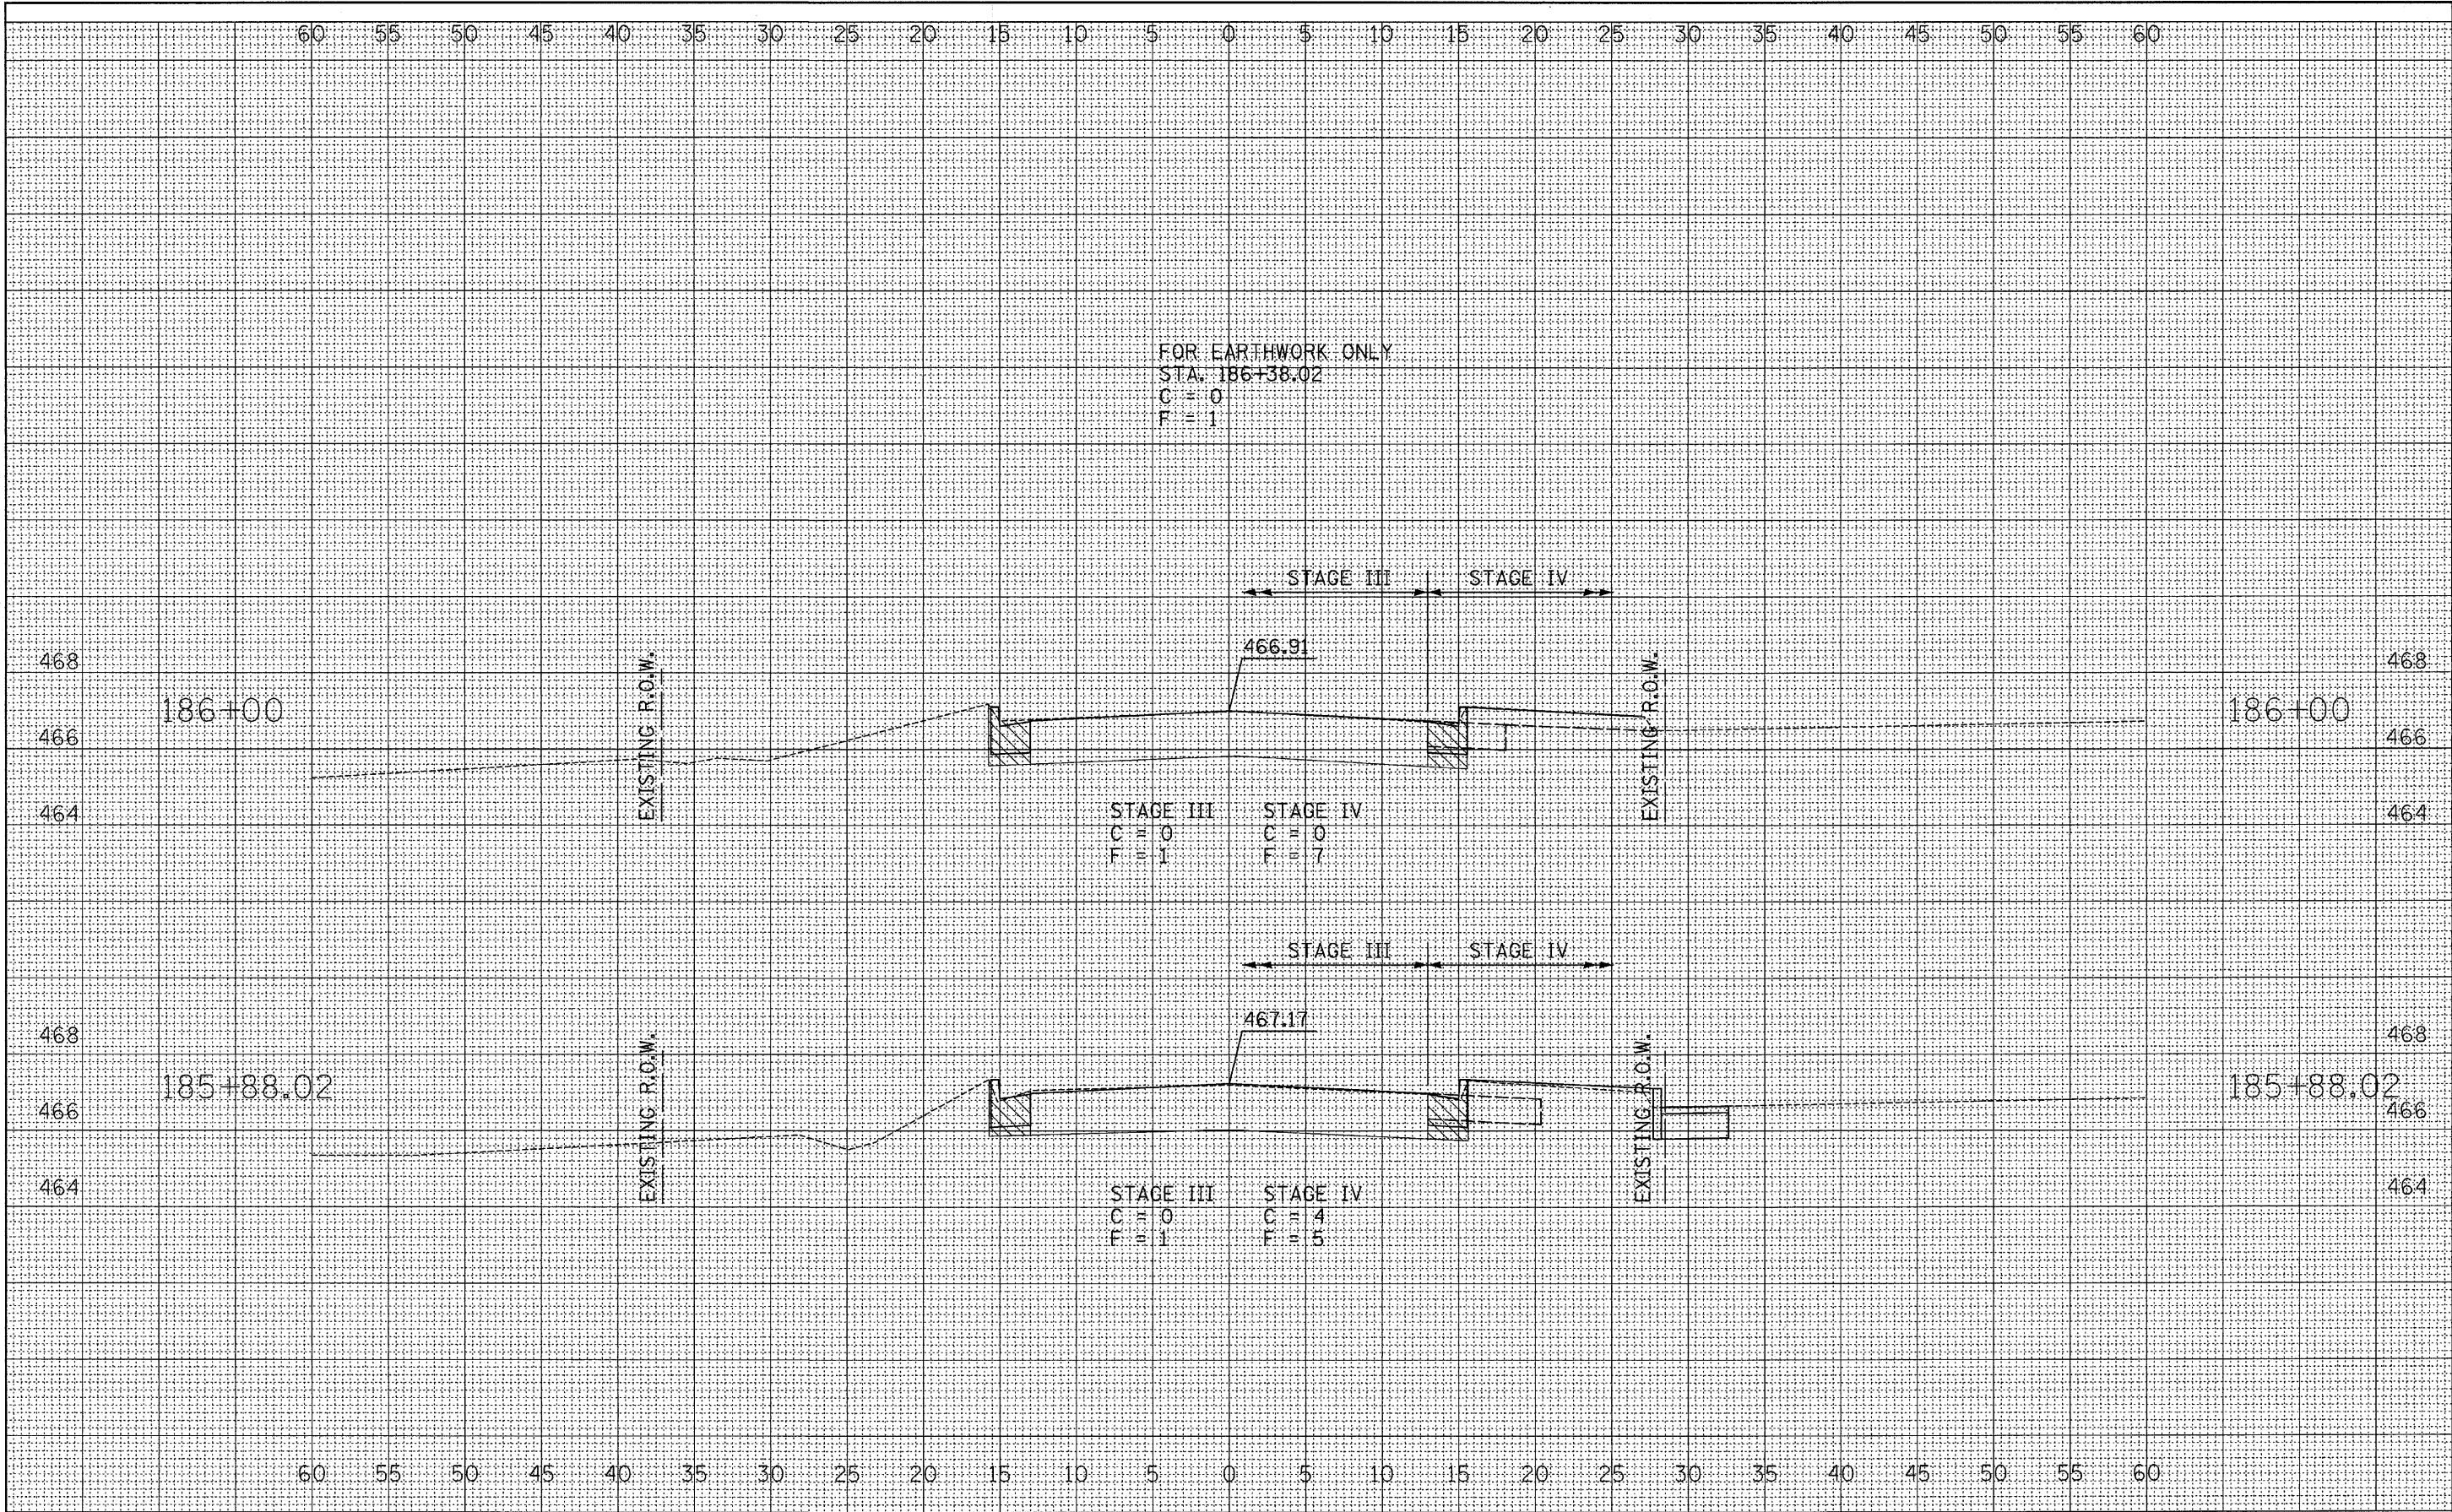 60 55 50 45 40 35 30 25 20 15 10 5 0 5 10 15 20 25 30 35 40 45 50 55 60
FOR EARTHWORK ONLY
STA. 186+38.02
C = 0
F = 1
STAGE III STAGE IV
466.91
468 468
EXISTING R.O.W. EXISTING R.O.W.
186+00 186+00
466 466
464 464
STAGE III STAGE IV
C = 0 C = 0
F = 1 F = 7
STAGE III STAGE IV
467.17
468 468
EXISTING R.O.W. EXISTING R.O.W.
185+88.02 185+88.02
466 466
464 464
STAGE III STAGE IV
C = 0 C = 4
F = 1 F = 5
60 55 50 45 40 35 30 25 20 15 10 5 0 5 10 15 20 25 30 35 40 45 50 55 60